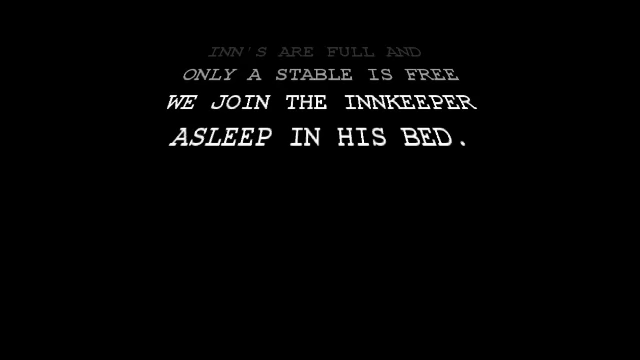 INN'S ARE FULL AND
ONLY A STABLE IS FREE
WE JOIN THE INNKEEPER
ASLEEP IN HIS BED.